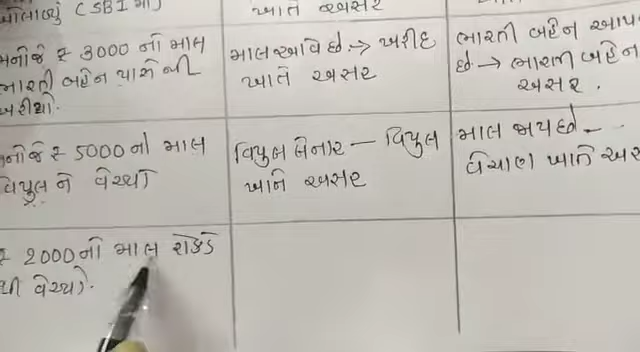 ખોલાવ્યું (SBI માં)
ખાતે અસર
મનોજે ₹ 3000 નો માલ
ભારતી બહેન પાસેથી
ખરીદ્યો.
માલ આવે છે → ખરીદ
ખાતે અસર
ભારતી બહેન આપ
છે → ભારતી બહેન
અસર.
મનોજે ₹ 5000 નો માલ
વિપુલ ને વેચ્યો
વિપુલ લેનાર – વિપુલ
ખાતે અસર
માલ જાય છે –
વેચાણ ખાતે અસ
₹ 2000 નો માલ રોકડે
થી વેચ્યો.